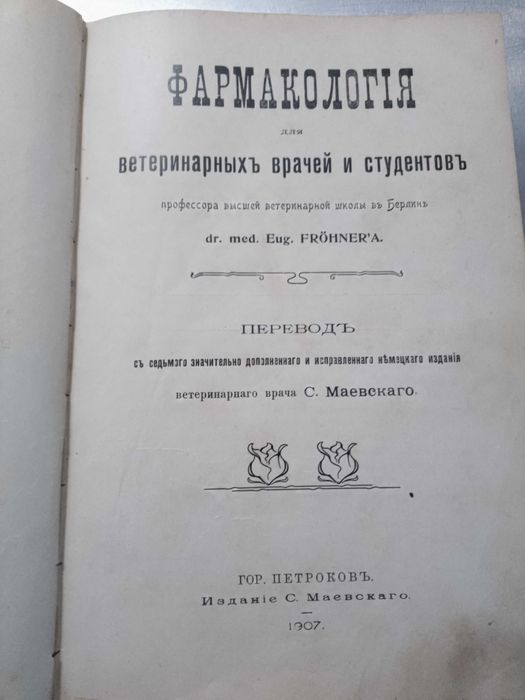 ФАРМАКОЛОГІЯ
для
ветеринарныхъ врачей и студентовъ
профессора высшей ветеринарной школы въ Берлинѣ
dr. med. Eug. FRÖHNER'A.
ПЕРЕВОДЪ
съ седьмого значительно дополненнаго и исправленнаго нѣмецкаго изданія
ветеринарнаго врача С. Маевскаго.
ГОР. ПЕТРОКОВЪ.
Изданіе С. Маевскаго.
1907.